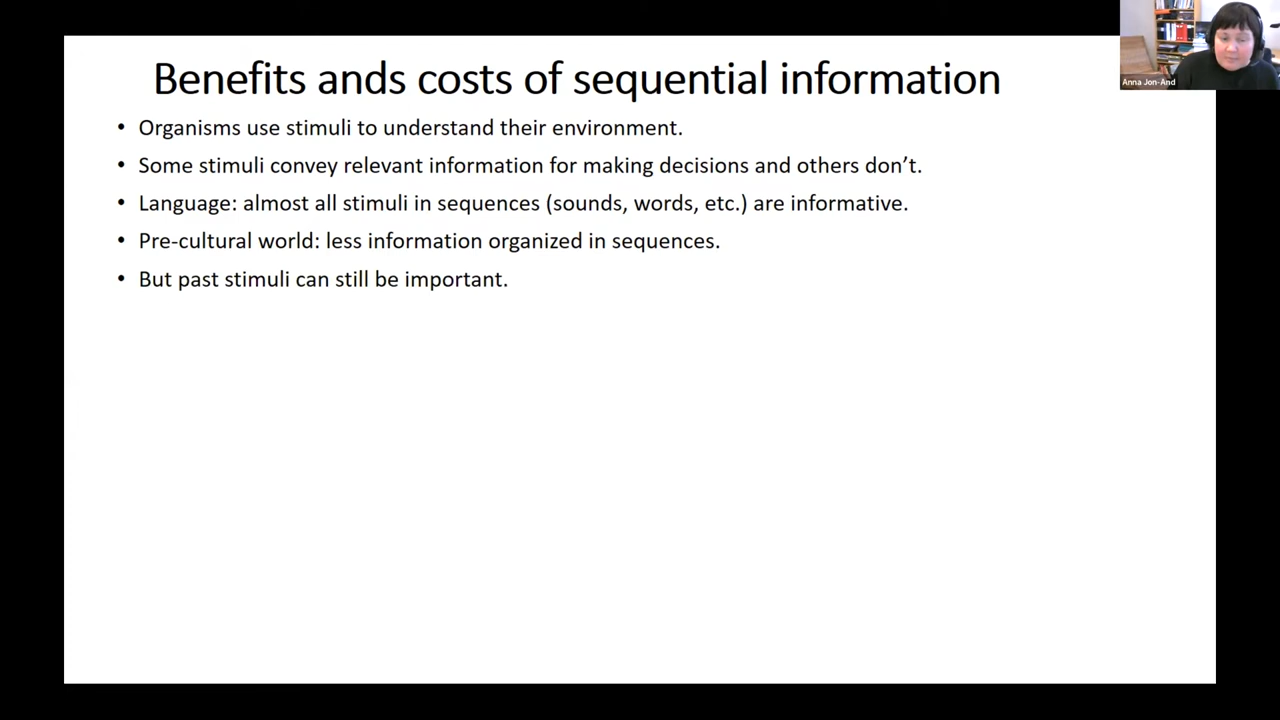 Benefits ands costs of sequential information
• Organisms use stimuli to understand their environment.
• Some stimuli convey relevant information for making decisions and others don’t.
• Language: almost all stimuli in sequences (sounds, words, etc.) are informative.
• Pre-cultural world: less information organized in sequences.
• But past stimuli can still be important.
Anna Jon-And